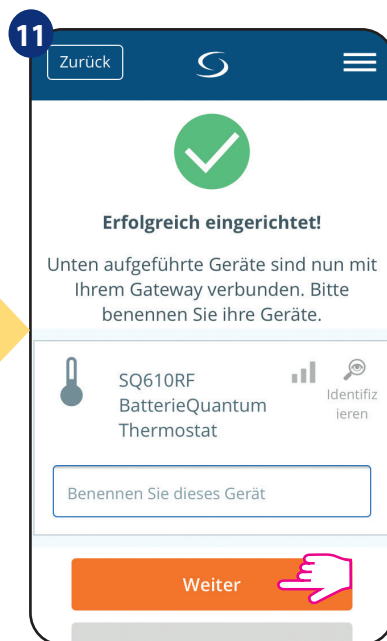 11
Zurück
Erfolgreich eingerichtet!
Unten aufgeführte Geräte sind nun mit
Ihrem Gateway verbunden. Bitte
benennen Sie ihre Geräte.
SQ610RF
BatterieQuantum
Thermostat
Identifiz
ieren
Benennen Sie dieses Gerät
Weiter